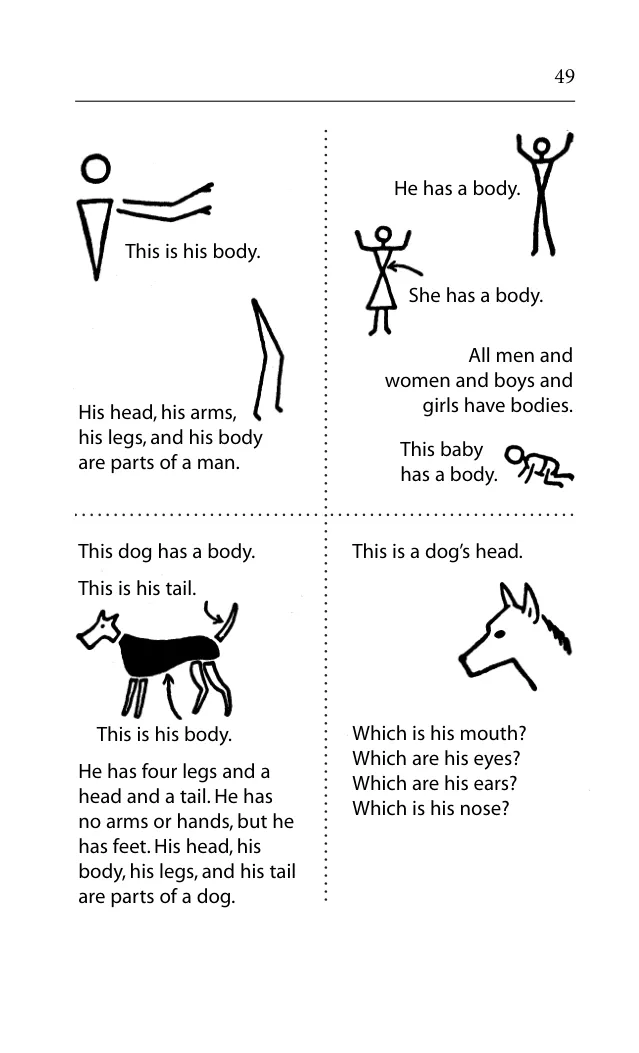 49
This is his body.
His head, his arms,
his legs, and his body
are parts of a man.
He has a body.
She has a body.
All men and
women and boys and
girls have bodies.
This baby
has a body.
This dog has a body.
This is his tail.
This is his body.
He has four legs and a
head and a tail. He has
no arms or hands, but he
has feet. His head, his
body, his legs, and his tail
are parts of a dog.
This is a dog’s head.
Which is his mouth?
Which are his eyes?
Which are his ears?
Which is his nose?